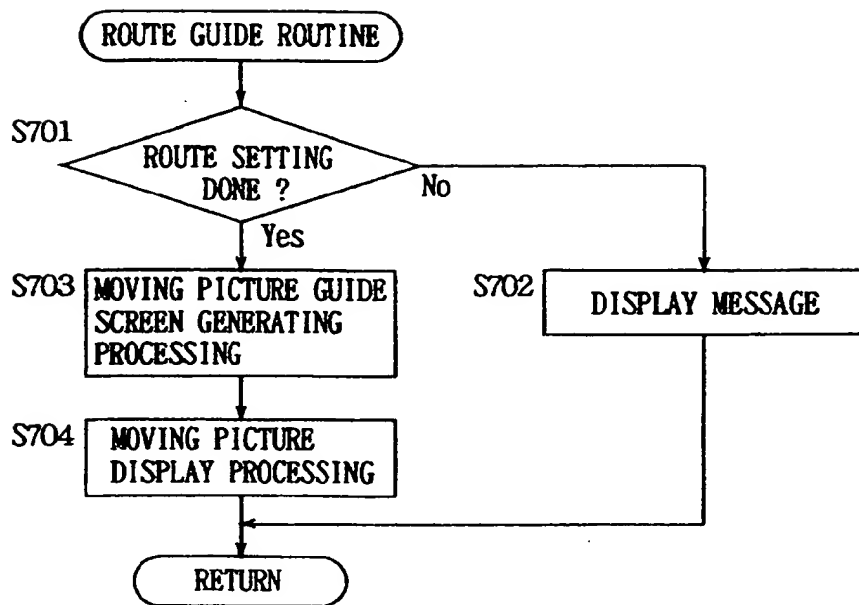 ROUTE GUIDE ROUTINE
S701
ROUTE SETTING
DONE ?
No
Yes
S703
MOVING PICTURE GUIDE
SCREEN GENERATING
PROCESSING
S702
DISPLAY MESSAGE
S704
MOVING PICTURE
DISPLAY PROCESSING
RETURN